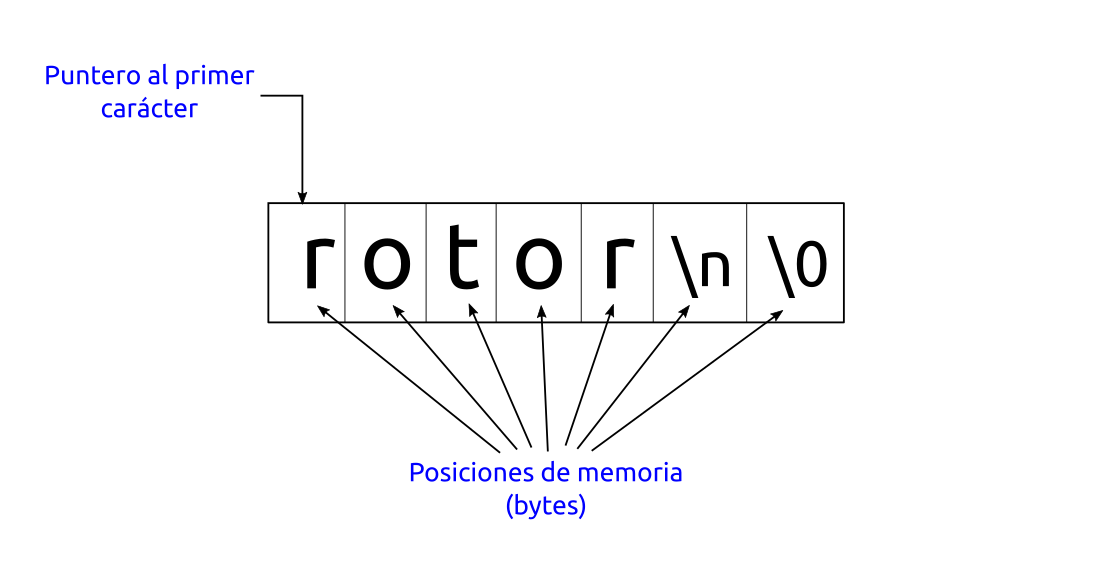 Puntero al primer
carácter
r o t o r \n \0
Posiciones de memoria
(bytes)